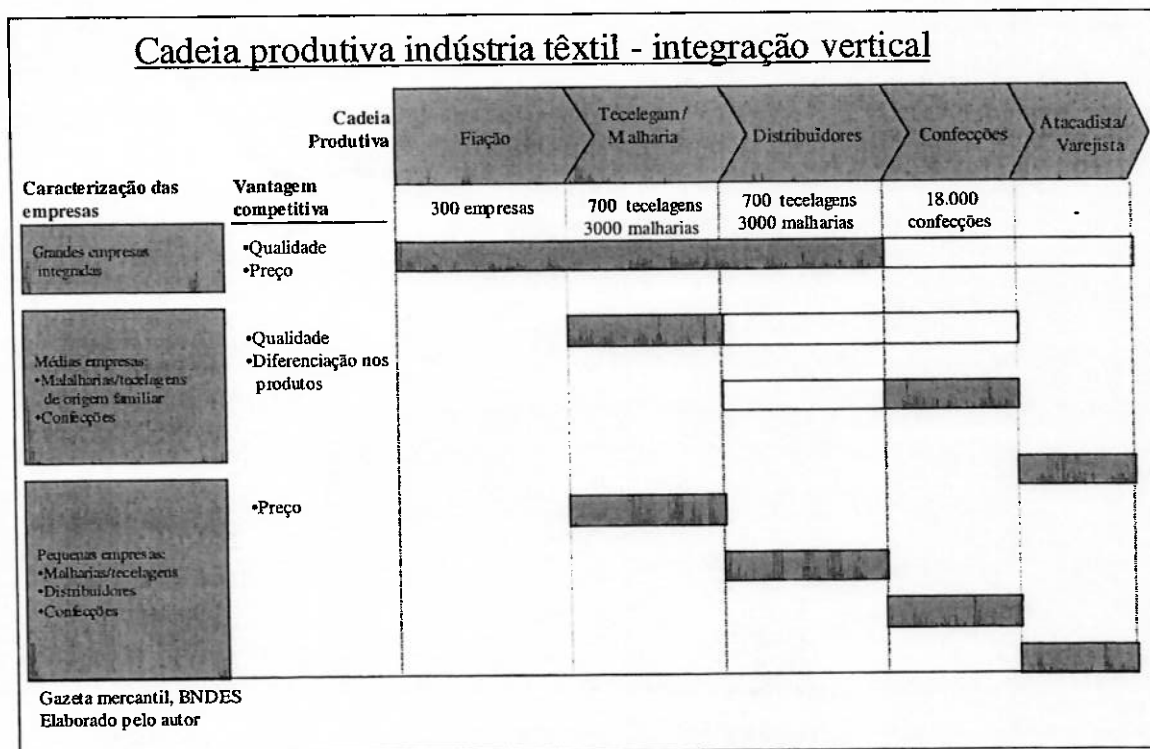 Cadeia produtiva indústria têxtil - integração vertical
Cadeia
Produtiva
Fiação
Tecelegam/
Malharia
Distribuidores
Confecções
Atacadista/
Varejista
Caracterização das
empresas
Vantagem
competitiva
300 empresas
700 tecelagens
3000 malharias
700 tecelagens
3000 malharias
18.000
confecções
-
Grandes empresas
integradas
•Qualidade
•Preço
Médias empresas:
•Malalharias/tecelagens
de origem familiar
•Confecções
•Qualidade
•Diferenciação nos
produtos
Pequenas empresas:
•Malharias/tecelagens
•Distribuidores
•Confecções
•Preço
Gazeta mercantil, BNDES
Elaborado pelo autor